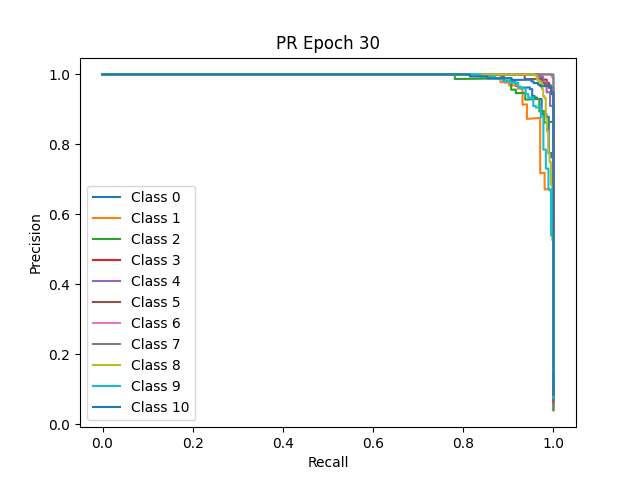 PR Epoch 30
1.0
0.8
0.6
0.4
0.2
0.0
Precision
Class 0
Class 1
Class 2
Class 3
Class 4
Class 5
Class 6
Class 7
Class 8
Class 9
Class 10
0.0 0.2 0.4 0.6 0.8 1.0
Recall